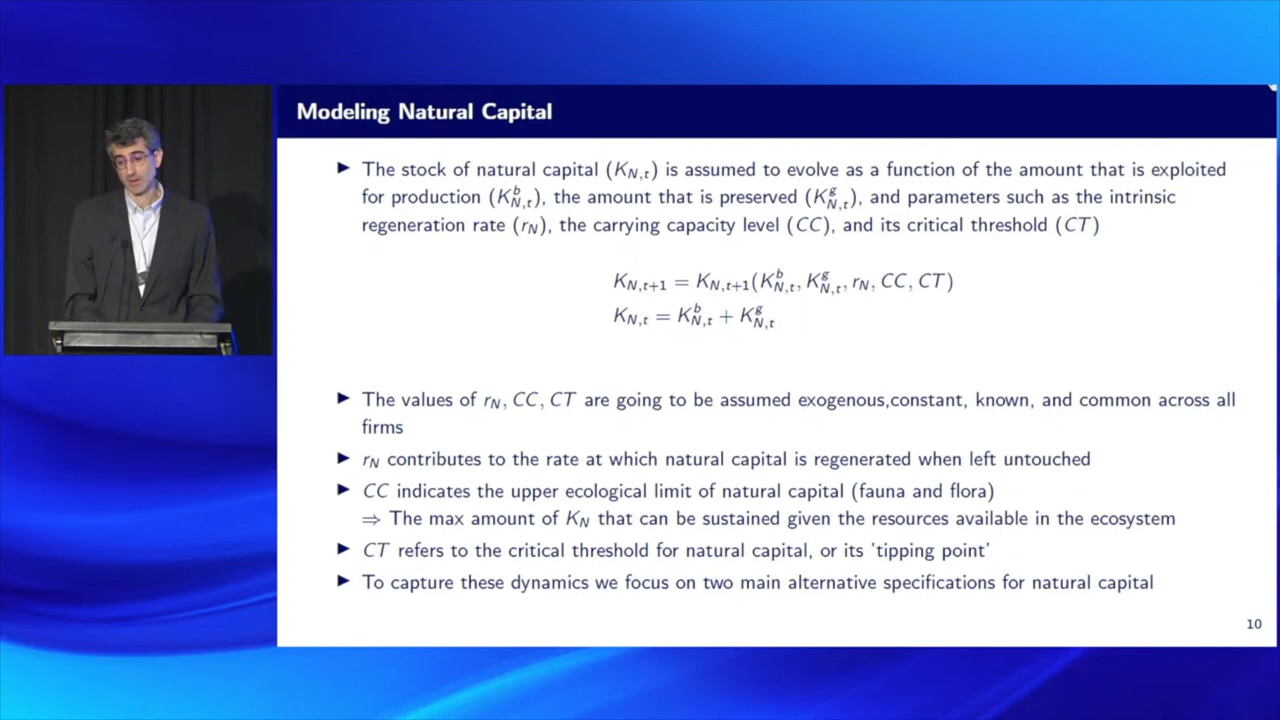 Modeling Natural Capital
▶ The stock of natural capital (K_{N,t}) is assumed to evolve as a function of the amount that is exploited
for production (K^b_{N,t}), the amount that is preserved (K^g_{N,t}), and parameters such as the intrinsic
regeneration rate (r_N), the carrying capacity level (CC), and its critical threshold (CT)
K_{N,t+1} = K_{N,t+1}(K^b_{N,t}, K^g_{N,t}, r_N, CC, CT)
K_{N,t} = K^b_{N,t} + K^g_{N,t}
▶ The values of r_N, CC, CT are going to be assumed exogenous,constant, known, and common across all
firms
▶ r_N contributes to the rate at which natural capital is regenerated when left untouched
▶ CC indicates the upper ecological limit of natural capital (fauna and flora)
⇒ The max amount of K_N that can be sustained given the resources available in the ecosystem
▶ CT refers to the critical threshold for natural capital, or its 'tipping point'
▶ To capture these dynamics we focus on two main alternative specifications for natural capital
10